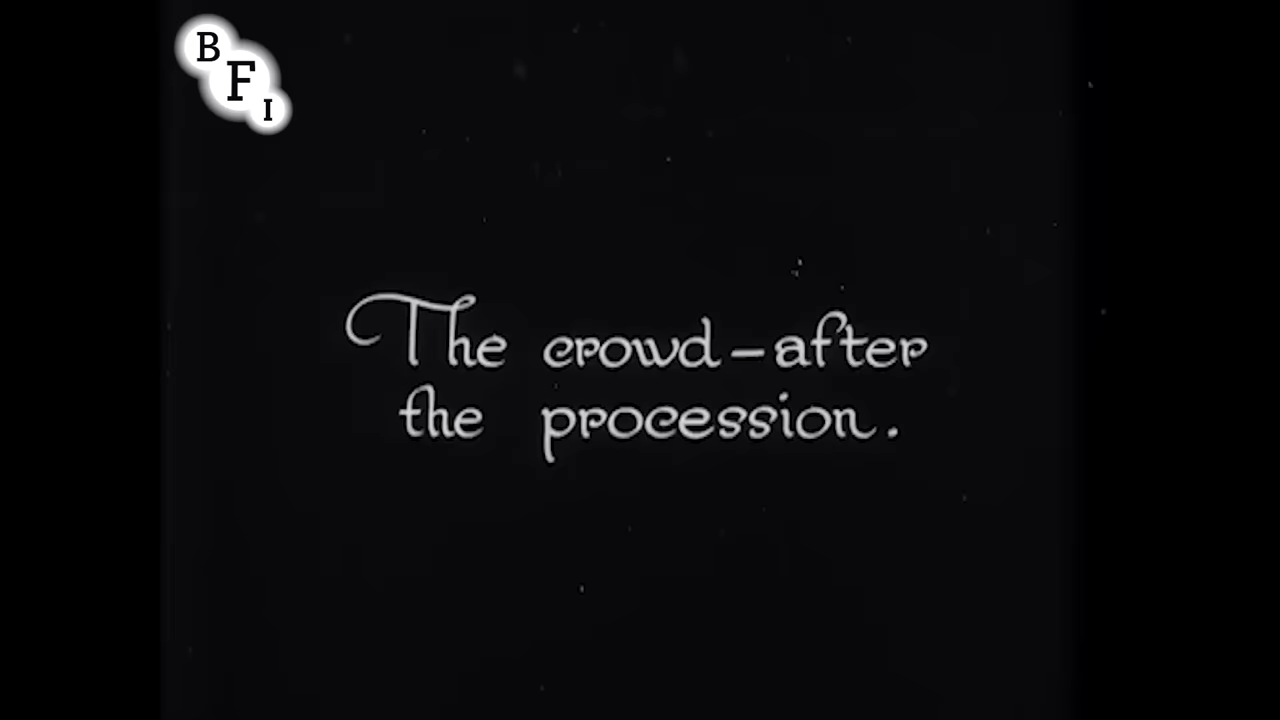 BFI
The crowd – after
the procession.